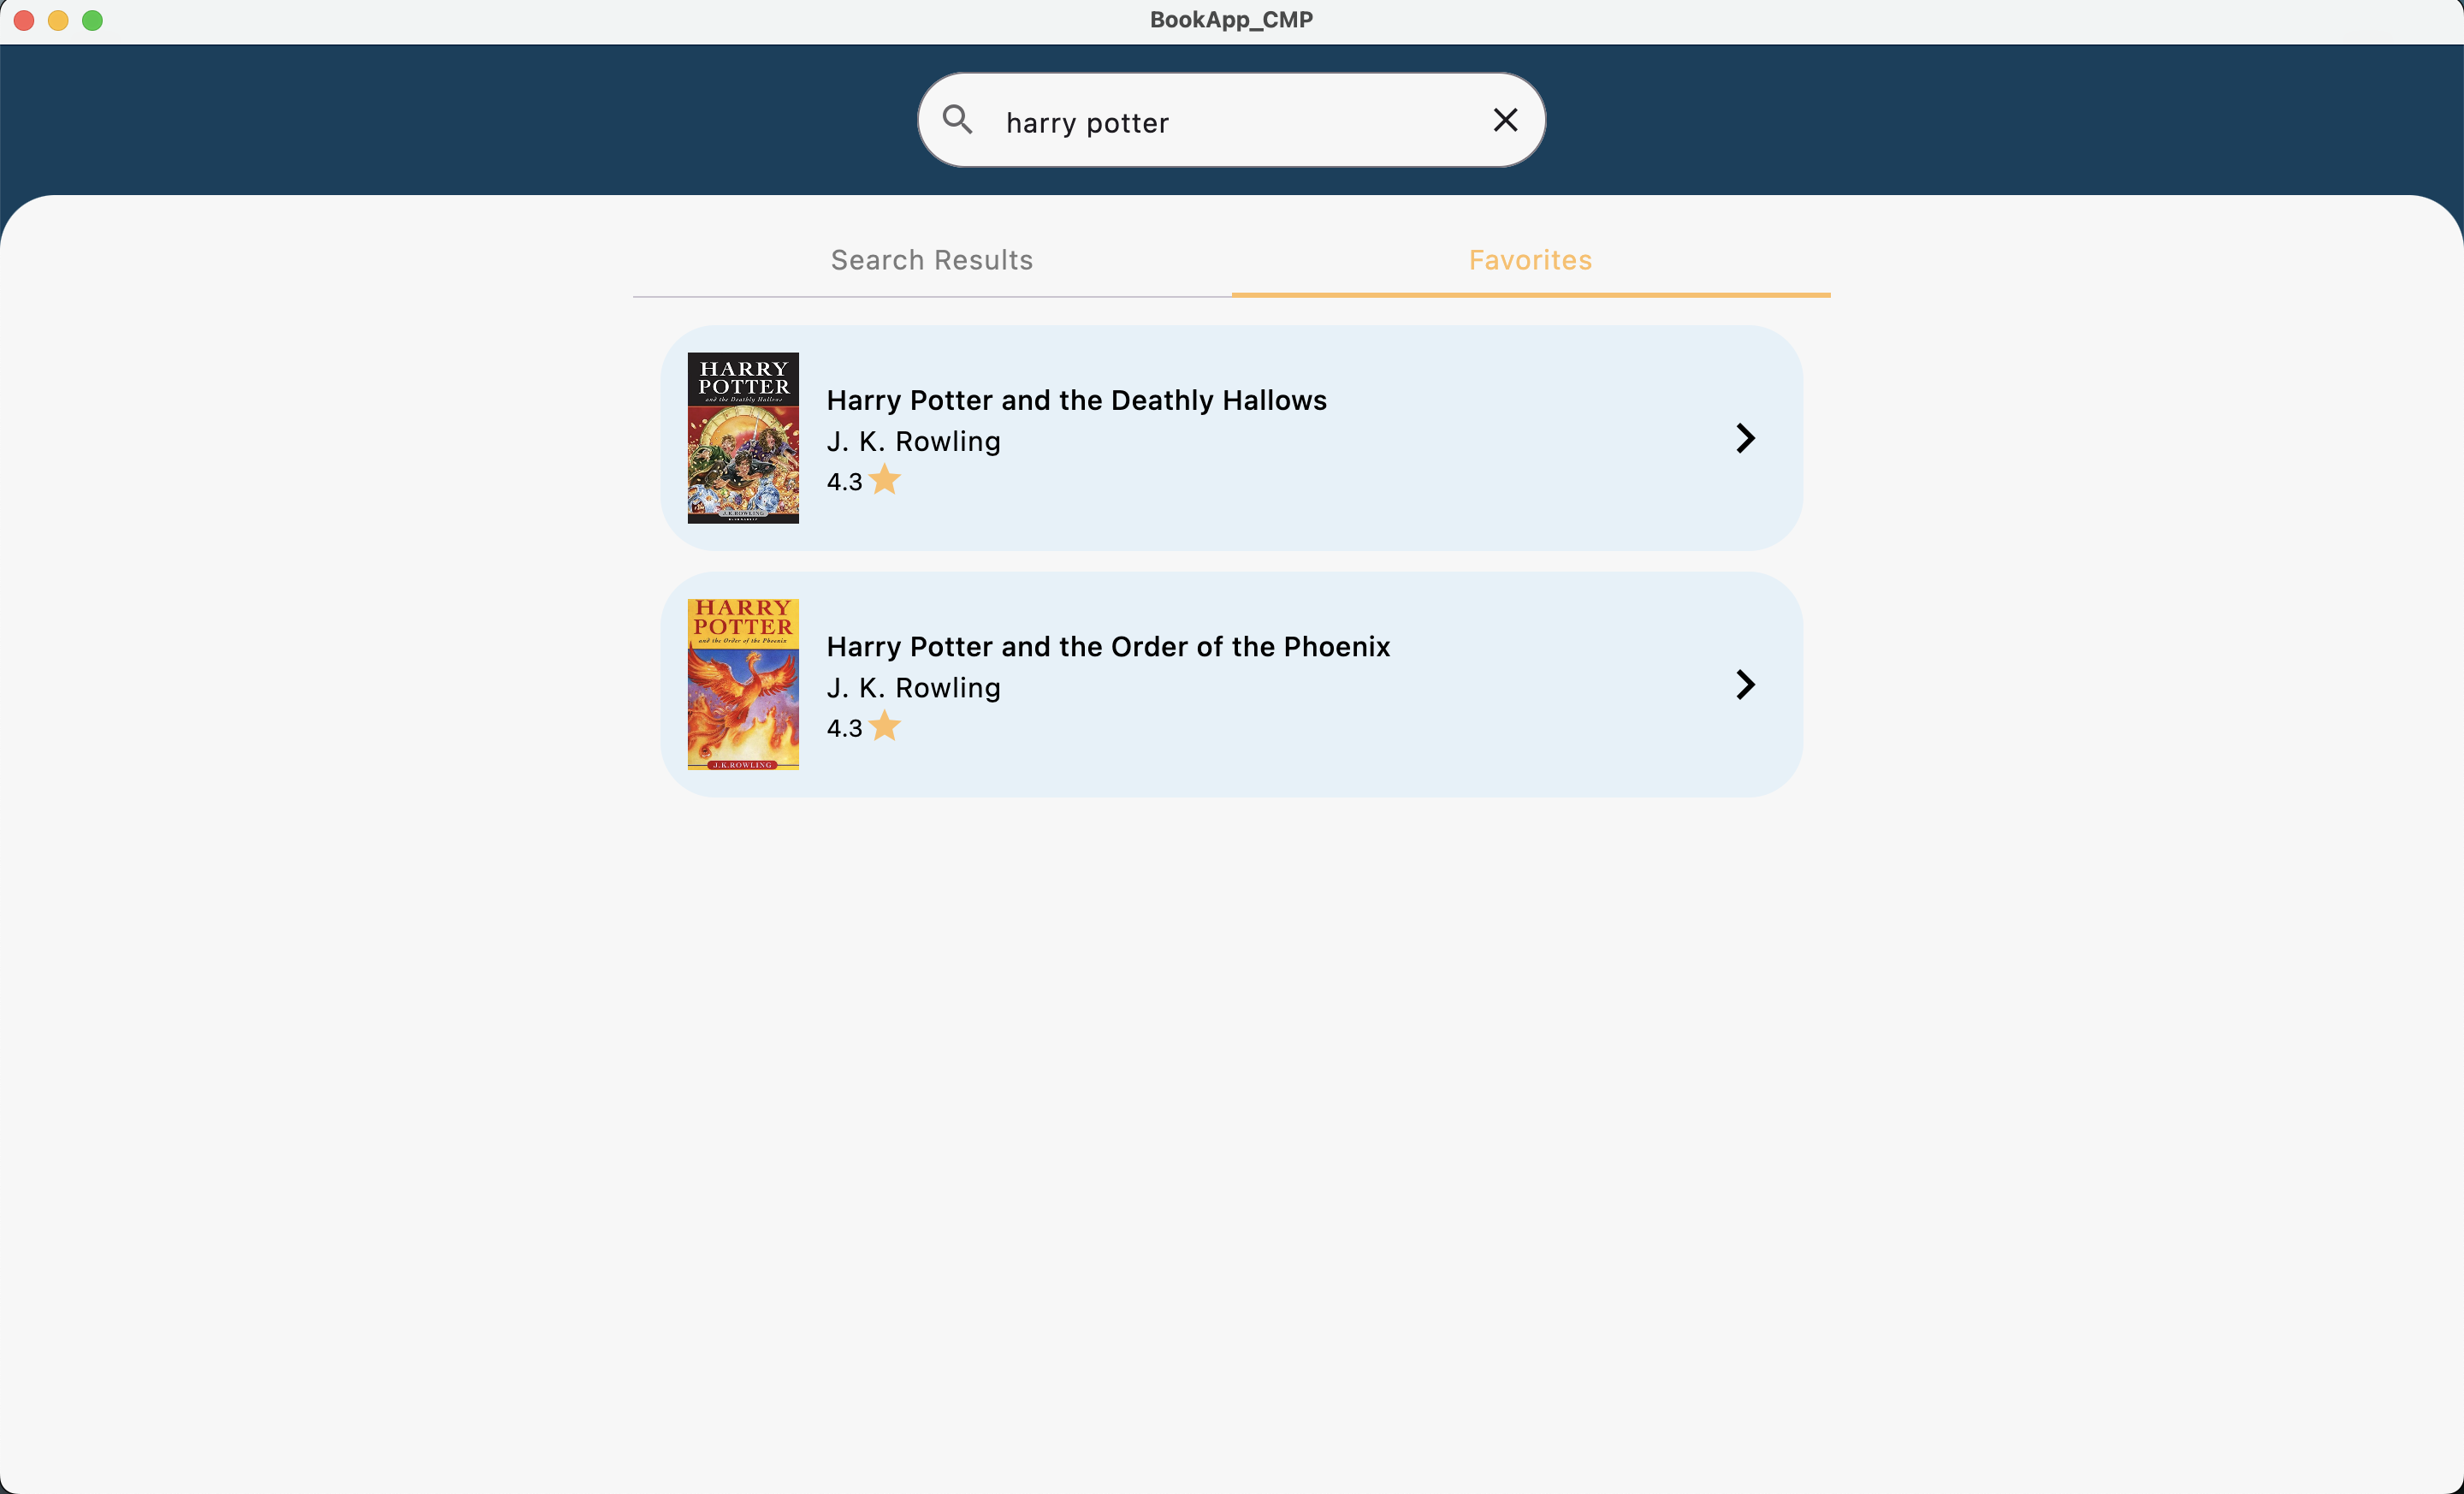 BookApp_CMP
harry potter
Search Results
Favorites
HARRY
POTTER
and the Deathly Hallows
J.K.ROWLING
Harry Potter and the Deathly Hallows
J. K. Rowling
4.3
HARRY
POTTER
and the Order of the Phoenix
J.K.ROWLING
Harry Potter and the Order of the Phoenix
J. K. Rowling
4.3